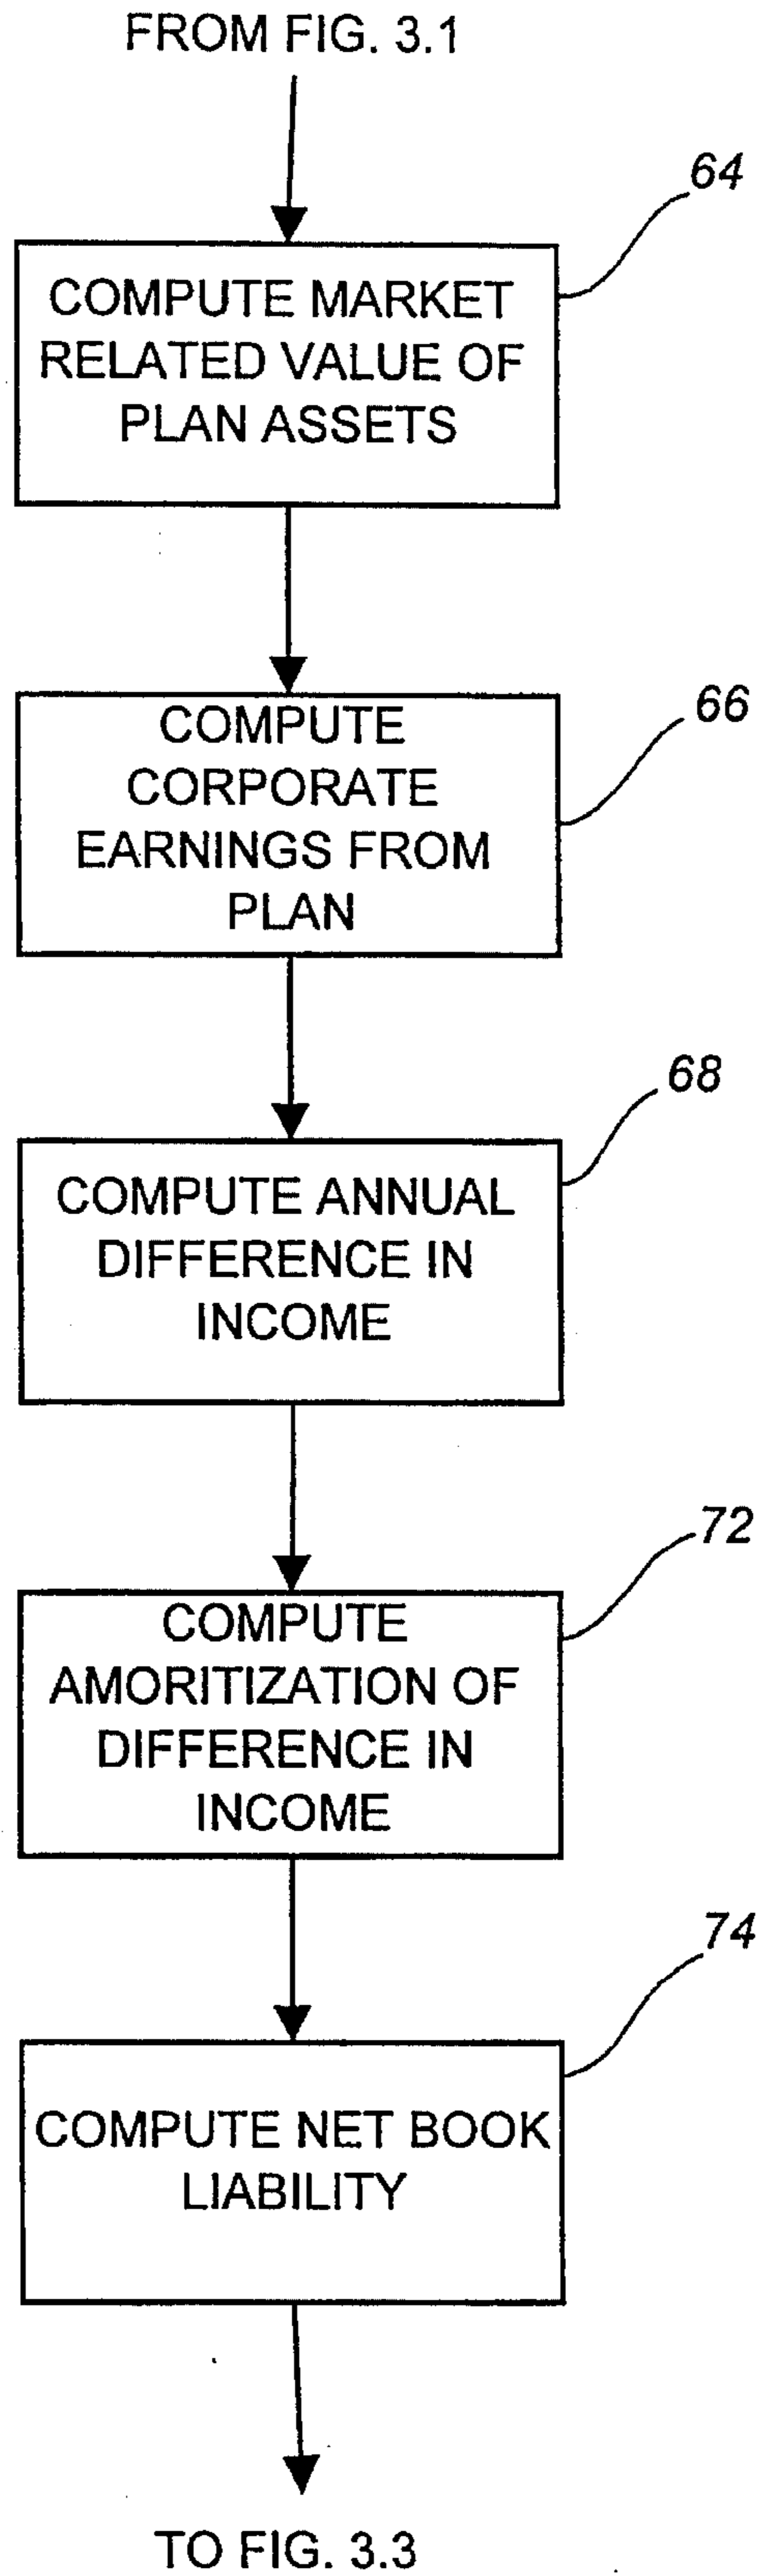 FROM FIG. 3.1
64
COMPUTE MARKET
RELATED VALUE OF
PLAN ASSETS
66
COMPUTE
CORPORATE
EARNINGS FROM
PLAN
68
COMPUTE ANNUAL
DIFFERENCE IN
INCOME
72
COMPUTE
AMORITIZATION OF
DIFFERENCE IN
INCOME
74
COMPUTE NET BOOK
LIABILITY
TO FIG. 3.3